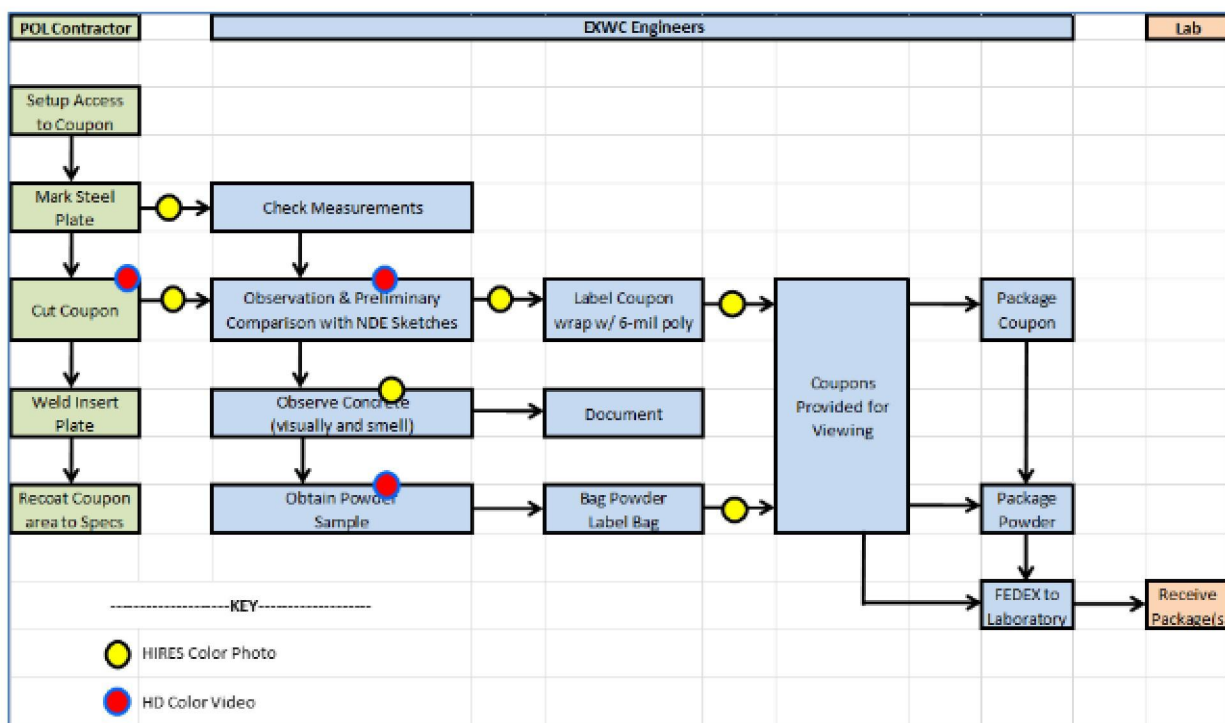 POL Contractor
EXWC Engineers
Lab
Setup Access
to Coupon
Mark Steel
Plate
Check Measurements
Cut Coupon
Observation & Preliminary
Comparison with NDE Sketches
Label Coupon
wrap w/ 6-mil poly
Package
Coupon
Coupons
Provided for
Viewing
Weld Insert
Plate
Observe Concrete
(visually and smell)
Document
Recoat Coupon
area to Specs
Obtain Powder
Sample
Bag Powder
Label Bag
Package
Powder
FEDEX to
Laboratory
Receive
Package(s
--------------------KEY-------------------
HIRES Color Photo
HD Color Video